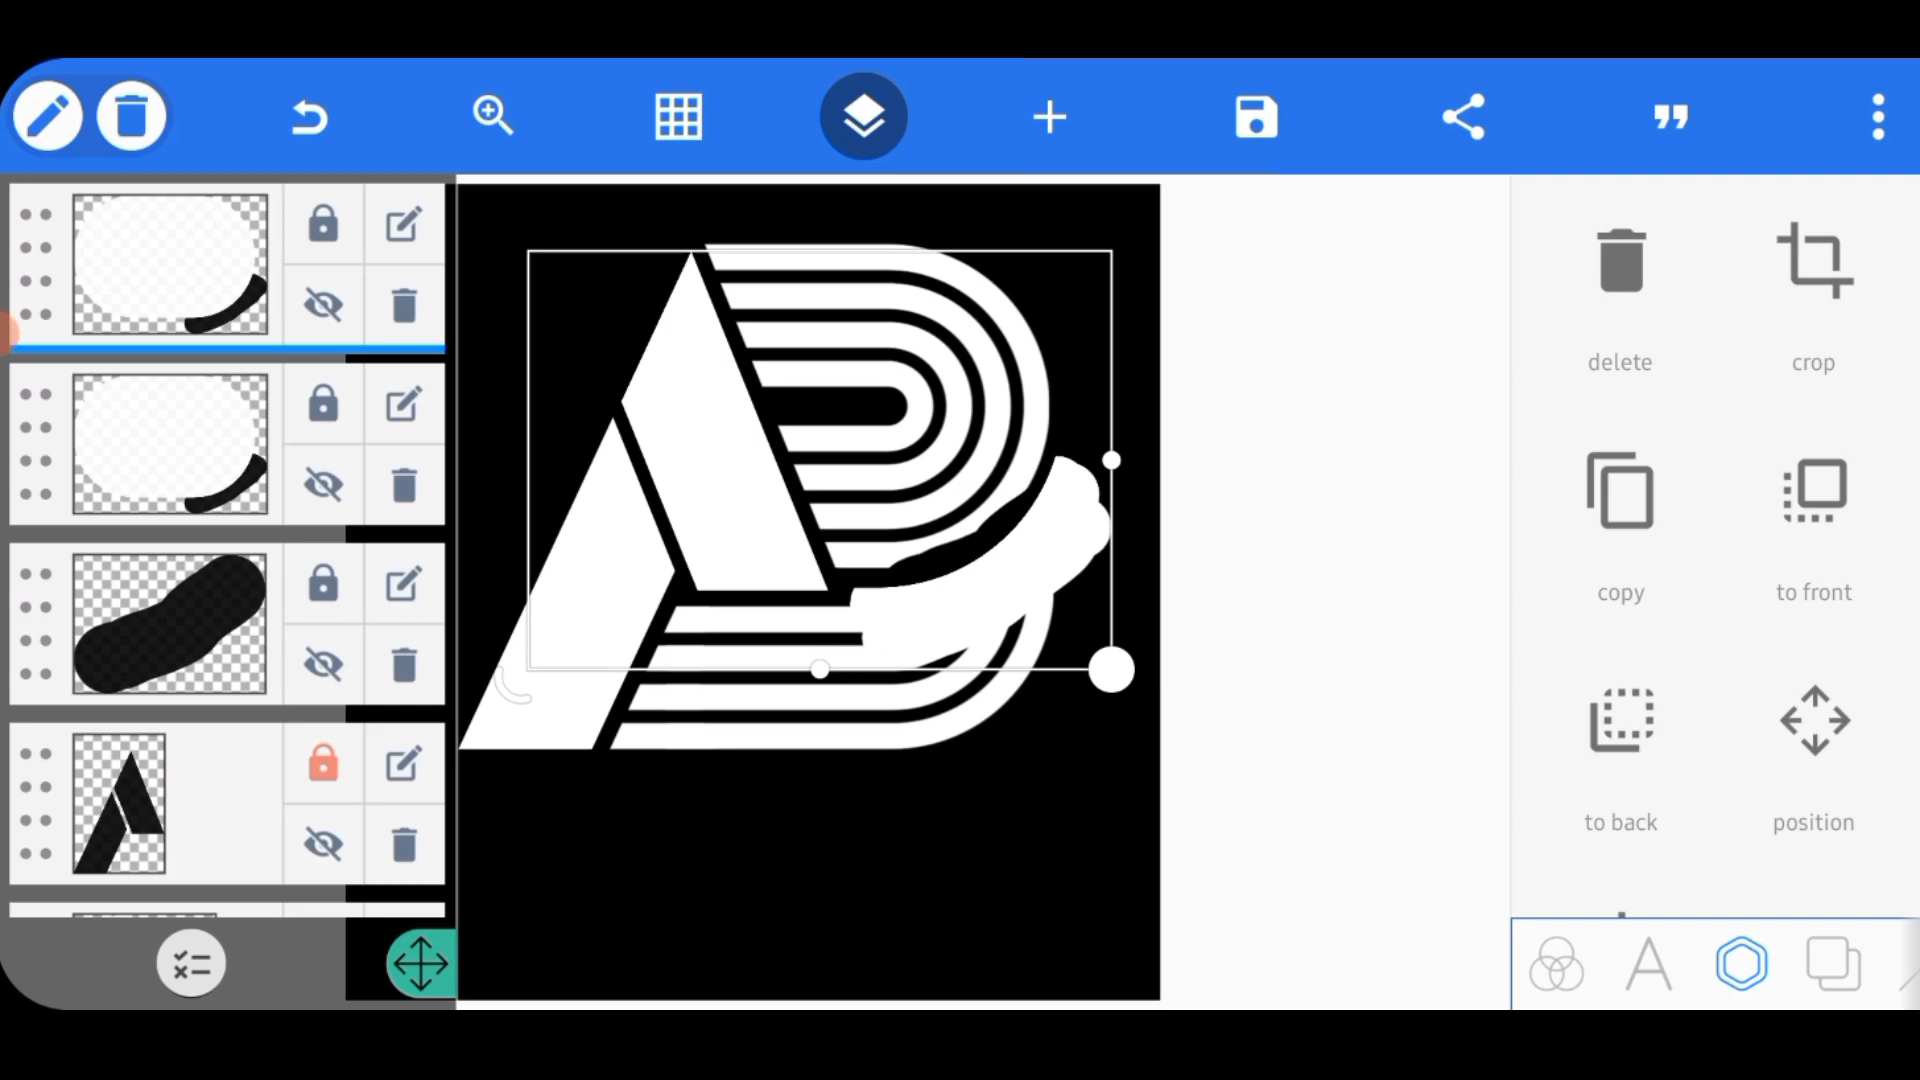 delete
crop
copy
to front
to back
position